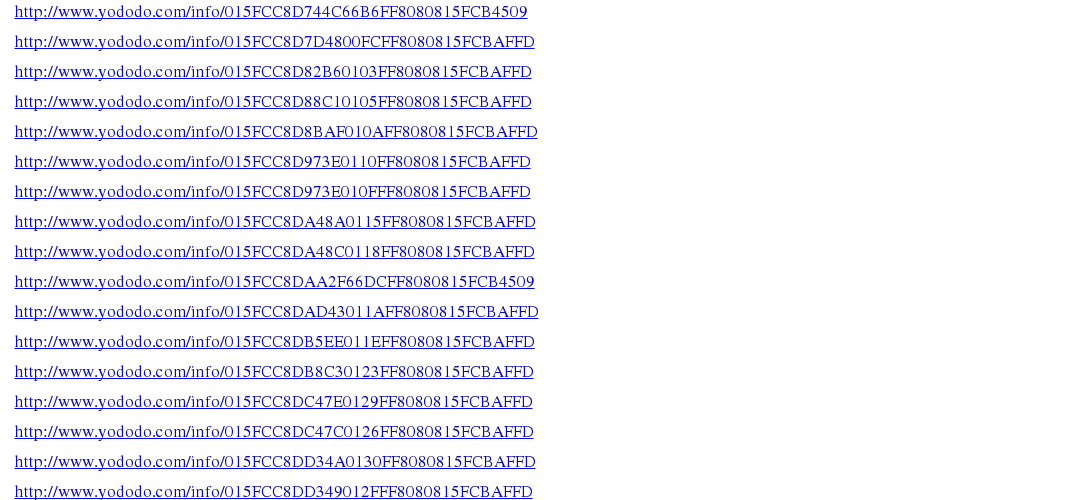 http://www.yododo.com/info/015FCC8D744C66B6FF8080815FCB4509
http://www.yododo.com/info/015FCC8D7D4800FCFF8080815FCBAFFD
http://www.yododo.com/info/015FCC8D82B60103FF8080815FCBAFFD
http://www.yododo.com/info/015FCC8D88C10105FF8080815FCBAFFD
http://www.yododo.com/info/015FCC8D8BAF010AFF8080815FCBAFFD
http://www.yododo.com/info/015FCC8D973E0110FF8080815FCBAFFD
http://www.yododo.com/info/015FCC8D973E010FFF8080815FCBAFFD
http://www.yododo.com/info/015FCC8DA48A0115FF8080815FCBAFFD
http://www.yododo.com/info/015FCC8DA48C0118FF8080815FCBAFFD
http://www.yododo.com/info/015FCC8DAA2F66DCFF8080815FCB4509
http://www.yododo.com/info/015FCC8DAD43011AFF8080815FCBAFFD
http://www.yododo.com/info/015FCC8DB5EE011EFF8080815FCBAFFD
http://www.yododo.com/info/015FCC8DB8C30123FF8080815FCBAFFD
http://www.yododo.com/info/015FCC8DC47E0129FF8080815FCBAFFD
http://www.yododo.com/info/015FCC8DC47C0126FF8080815FCBAFFD
http://www.yododo.com/info/015FCC8DD34A0130FF8080815FCBAFFD
http://www.yododo.com/info/015FCC8DD349012FFF8080815FCBAFFD